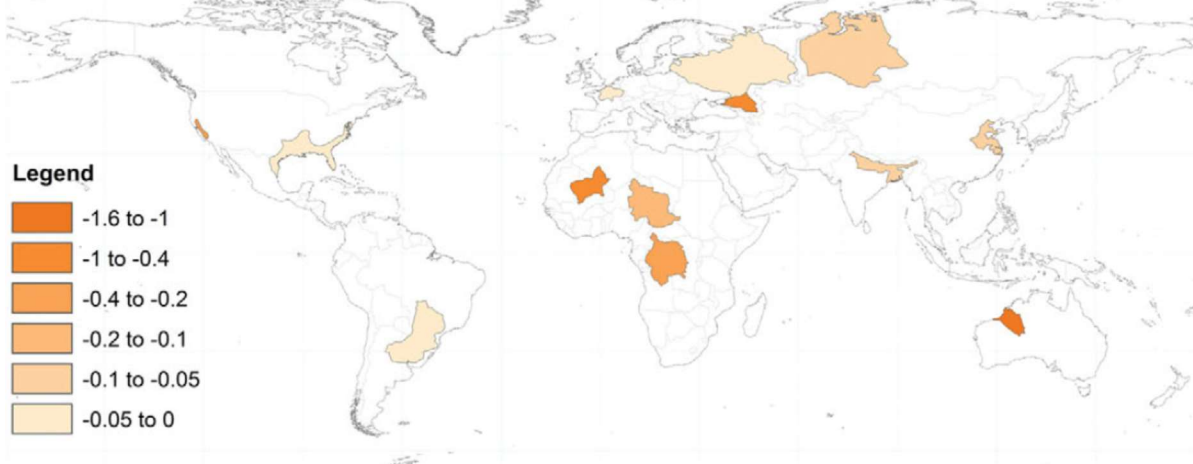 Legend
-1.6 to -1
-1 to -0.4
-0.4 to -0.2
-0.2 to -0.1
-0.1 to -0.05
-0.05 to 0